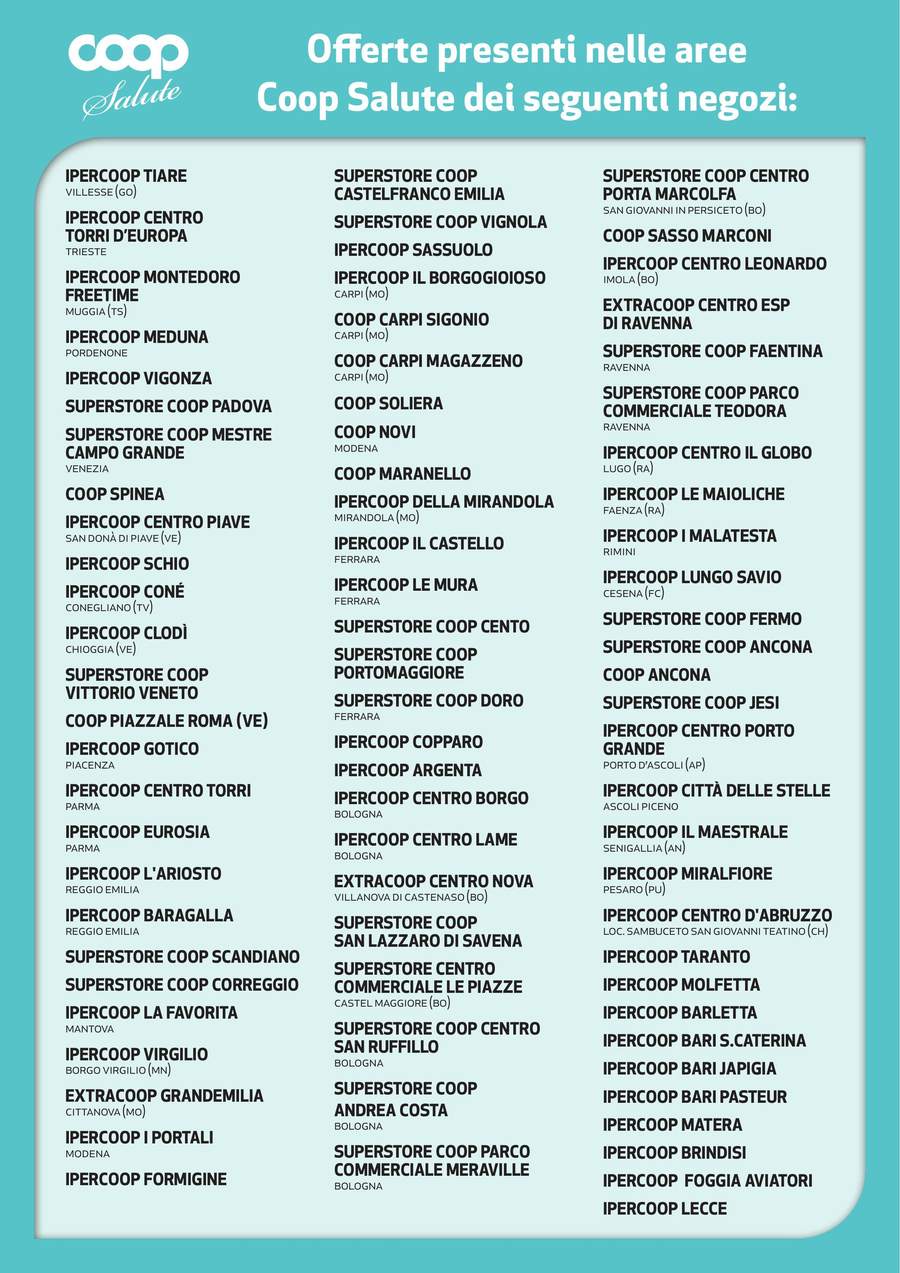 coop
Salute
Offerte presenti nelle aree
Coop Salute dei seguenti negozi:
IPERCOOP TIARE
VILLESSE (GO)
IPERCOOP CENTRO
TORRI D'EUROPA
TRIESTE
IPERCOOP MONTEDORO
FREETIME
MUGGIA (TS)
IPERCOOP MEDUNA
PORDENONE
IPERCOOP VIGONZA
SUPERSTORE COOP PADOVA
SUPERSTORE COOP MESTRE
CAMPO GRANDE
VENEZIA
COOP SPINEA
IPERCOOP CENTRO PIAVE
SAN DONÀ DI PIAVE (VE)
IPERCOOP SCHIO
IPERCOOP CONÉ
CONEGLIANO (TV)
IPERCOOP CLODÌ
CHIOGGIA (VE)
SUPERSTORE COOP
VITTORIO VENETO
COOP PIAZZALE ROMA (VE)
IPERCOOP GOTICO
PIACENZA
IPERCOOP CENTRO TORRI
PARMA
IPERCOOP EUROSIA
PARMA
IPERCOOP L'ARIOSTO
REGGIO EMILIA
IPERCOOP BARAGALLA
REGGIO EMILIA
SUPERSTORE COOP SCANDIANO
SUPERSTORE COOP CORREGGIO
IPERCOOP LA FAVORITA
MANTOVA
IPERCOOP VIRGILIO
BORGO VIRGILIO (MN)
EXTRACOOP GRANDEMILIA
CITTANOVA (MO)
IPERCOOP I PORTALI
MODENA
IPERCOOP FORMIGINE
SUPERSTORE COOP
CASTELFRANCO EMILIA
SUPERSTORE COOP VIGNOLA
IPERCOOP SASSUOLO
IPERCOOP IL BORGOGIOIOSO
CARPI (MO)
COOP CARPI SIGONIO
CARPI (MO)
COOP CARPI MAGAZZENO
CARPI (MO)
COOP SOLIERA
COOP NOVI
MODENA
COOP MARANELLO
IPERCOOP DELLA MIRANDOLA
MIRANDOLA (MO)
IPERCOOP IL CASTELLO
FERRARA
IPERCOOP LE MURA
FERRARA
SUPERSTORE COOP CENTO
SUPERSTORE COOP
PORTOMAGGIORE
SUPERSTORE COOP DORO
FERRARA
IPERCOOP COPPARO
IPERCOOP ARGENTA
IPERCOOP CENTRO BORGO
BOLOGNA
IPERCOOP CENTRO LAME
BOLOGNA
EXTRACOOP CENTRO NOVA
VILLANOVA DI CASTENASO (BO)
SUPERSTORE COOP
SAN LAZZARO DI SAVENA
SUPERSTORE CENTRO
COMMERCIALE LE PIAZZE
CASTEL MAGGIORE (BO)
SUPERSTORE COOP CENTRO
SAN RUFFILLO
BOLOGNA
SUPERSTORE COOP
ANDREA COSTA
BOLOGNA
SUPERSTORE COOP PARCO
COMMERCIALE MERAVILLE
BOLOGNA
SUPERSTORE COOP CENTRO
PORTA MARCOLFA
SAN GIOVANNI IN PERSICETO (BO)
COOP SASSO MARCONI
IPERCOOP CENTRO LEONARDO
IMOLA (BO)
EXTRACOOP CENTRO ESP
DI RAVENNA
SUPERSTORE COOP FAENTINA
RAVENNA
SUPERSTORE COOP PARCO
COMMERCIALE TEODORA
RAVENNA
IPERCOOP CENTRO IL GLOBO
LUGO (RA)
IPERCOOP LE MAIOLICHE
FAENZA (RA)
IPERCOOP I MALATESTA
RIMINI
IPERCOOP LUNGO SAVIO
CESENA (FC)
SUPERSTORE COOP FERMO
SUPERSTORE COOP ANCONA
COOP ANCONA
SUPERSTORE COOP JESI
IPERCOOP CENTRO PORTO
GRANDE
PORTO D'ASCOLI (AP)
IPERCOOP CITTÀ DELLE STELLE
ASCOLI PICENO
IPERCOOP IL MAESTRALE
SENIGALLIA (AN)
IPERCOOP MIRALFIORE
PESARO (PU)
IPERCOOP CENTRO D'ABRUZZO
LOC. SAMBUCETO SAN GIOVANNI TEATINO (CH)
IPERCOOP TARANTO
IPERCOOP MOLFETTA
IPERCOOP BARLETTA
IPERCOOP BARI S.CATERINA
IPERCOOP BARI JAPIGIA
IPERCOOP BARI PASTEUR
IPERCOOP MATERA
IPERCOOP BRINDISI
IPERCOOP FOGGIA AVIATORI
IPERCOOP LECCE